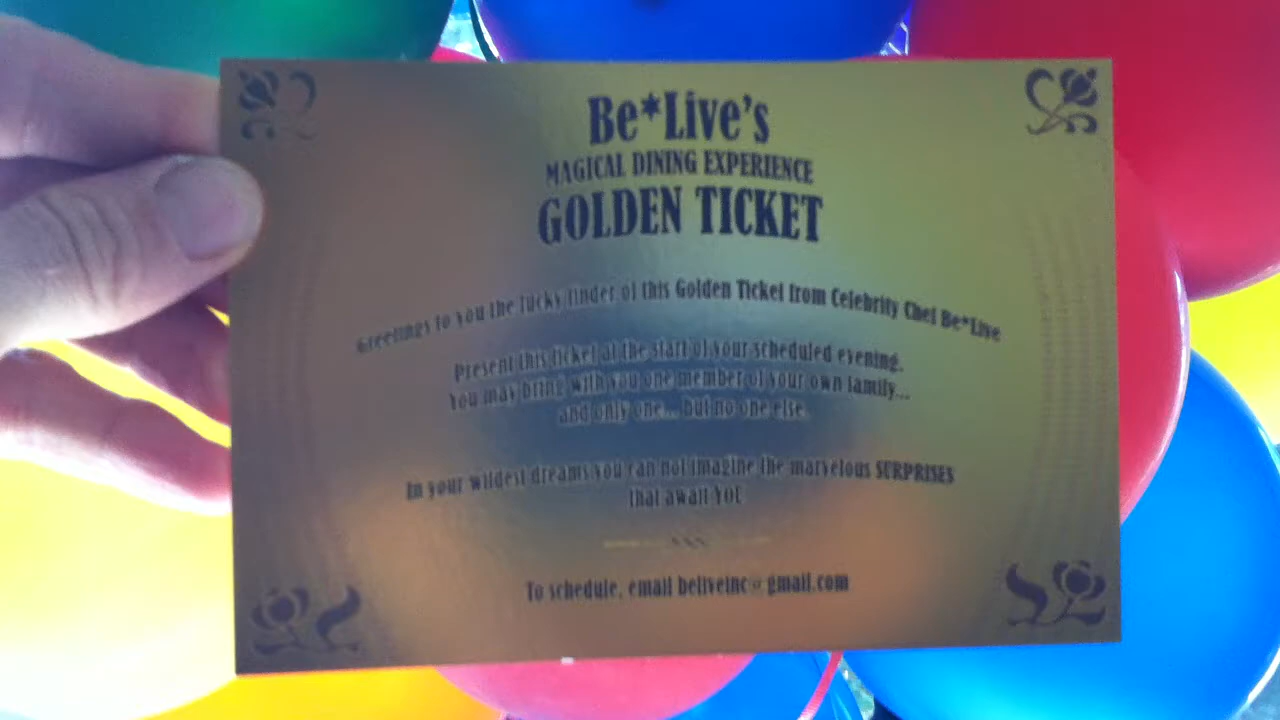 Be*Live's
MAGICAL DINING EXPERIENCE
GOLDEN TICKET
Greetings to you the lucky finder of this Golden Ticket from Celebrity Chef Be*Live
Present this ticket at the start of your scheduled evening.
You may bring with you one member of your own family...
and only one... but no one else.
In your wildest dreams you can not imagine the marvelous SURPRISES
that await YOU
To schedule, email beliveinc@gmail.com